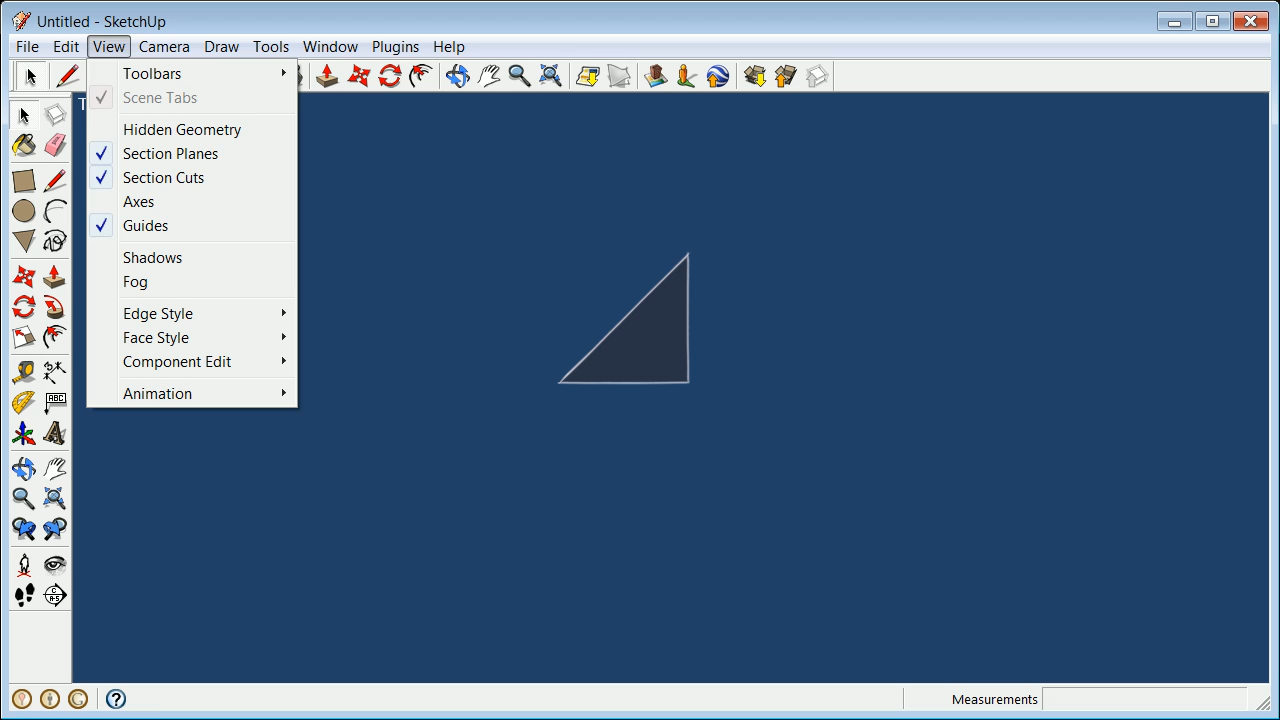 Untitled - SketchUp
File Edit View Camera Draw Tools Window Plugins Help
Toolbars
Scene Tabs
Hidden Geometry
Section Planes
Section Cuts
Axes
Guides
Shadows
Fog
Edge Style
Face Style
Component Edit
Animation
ABC
Measurements